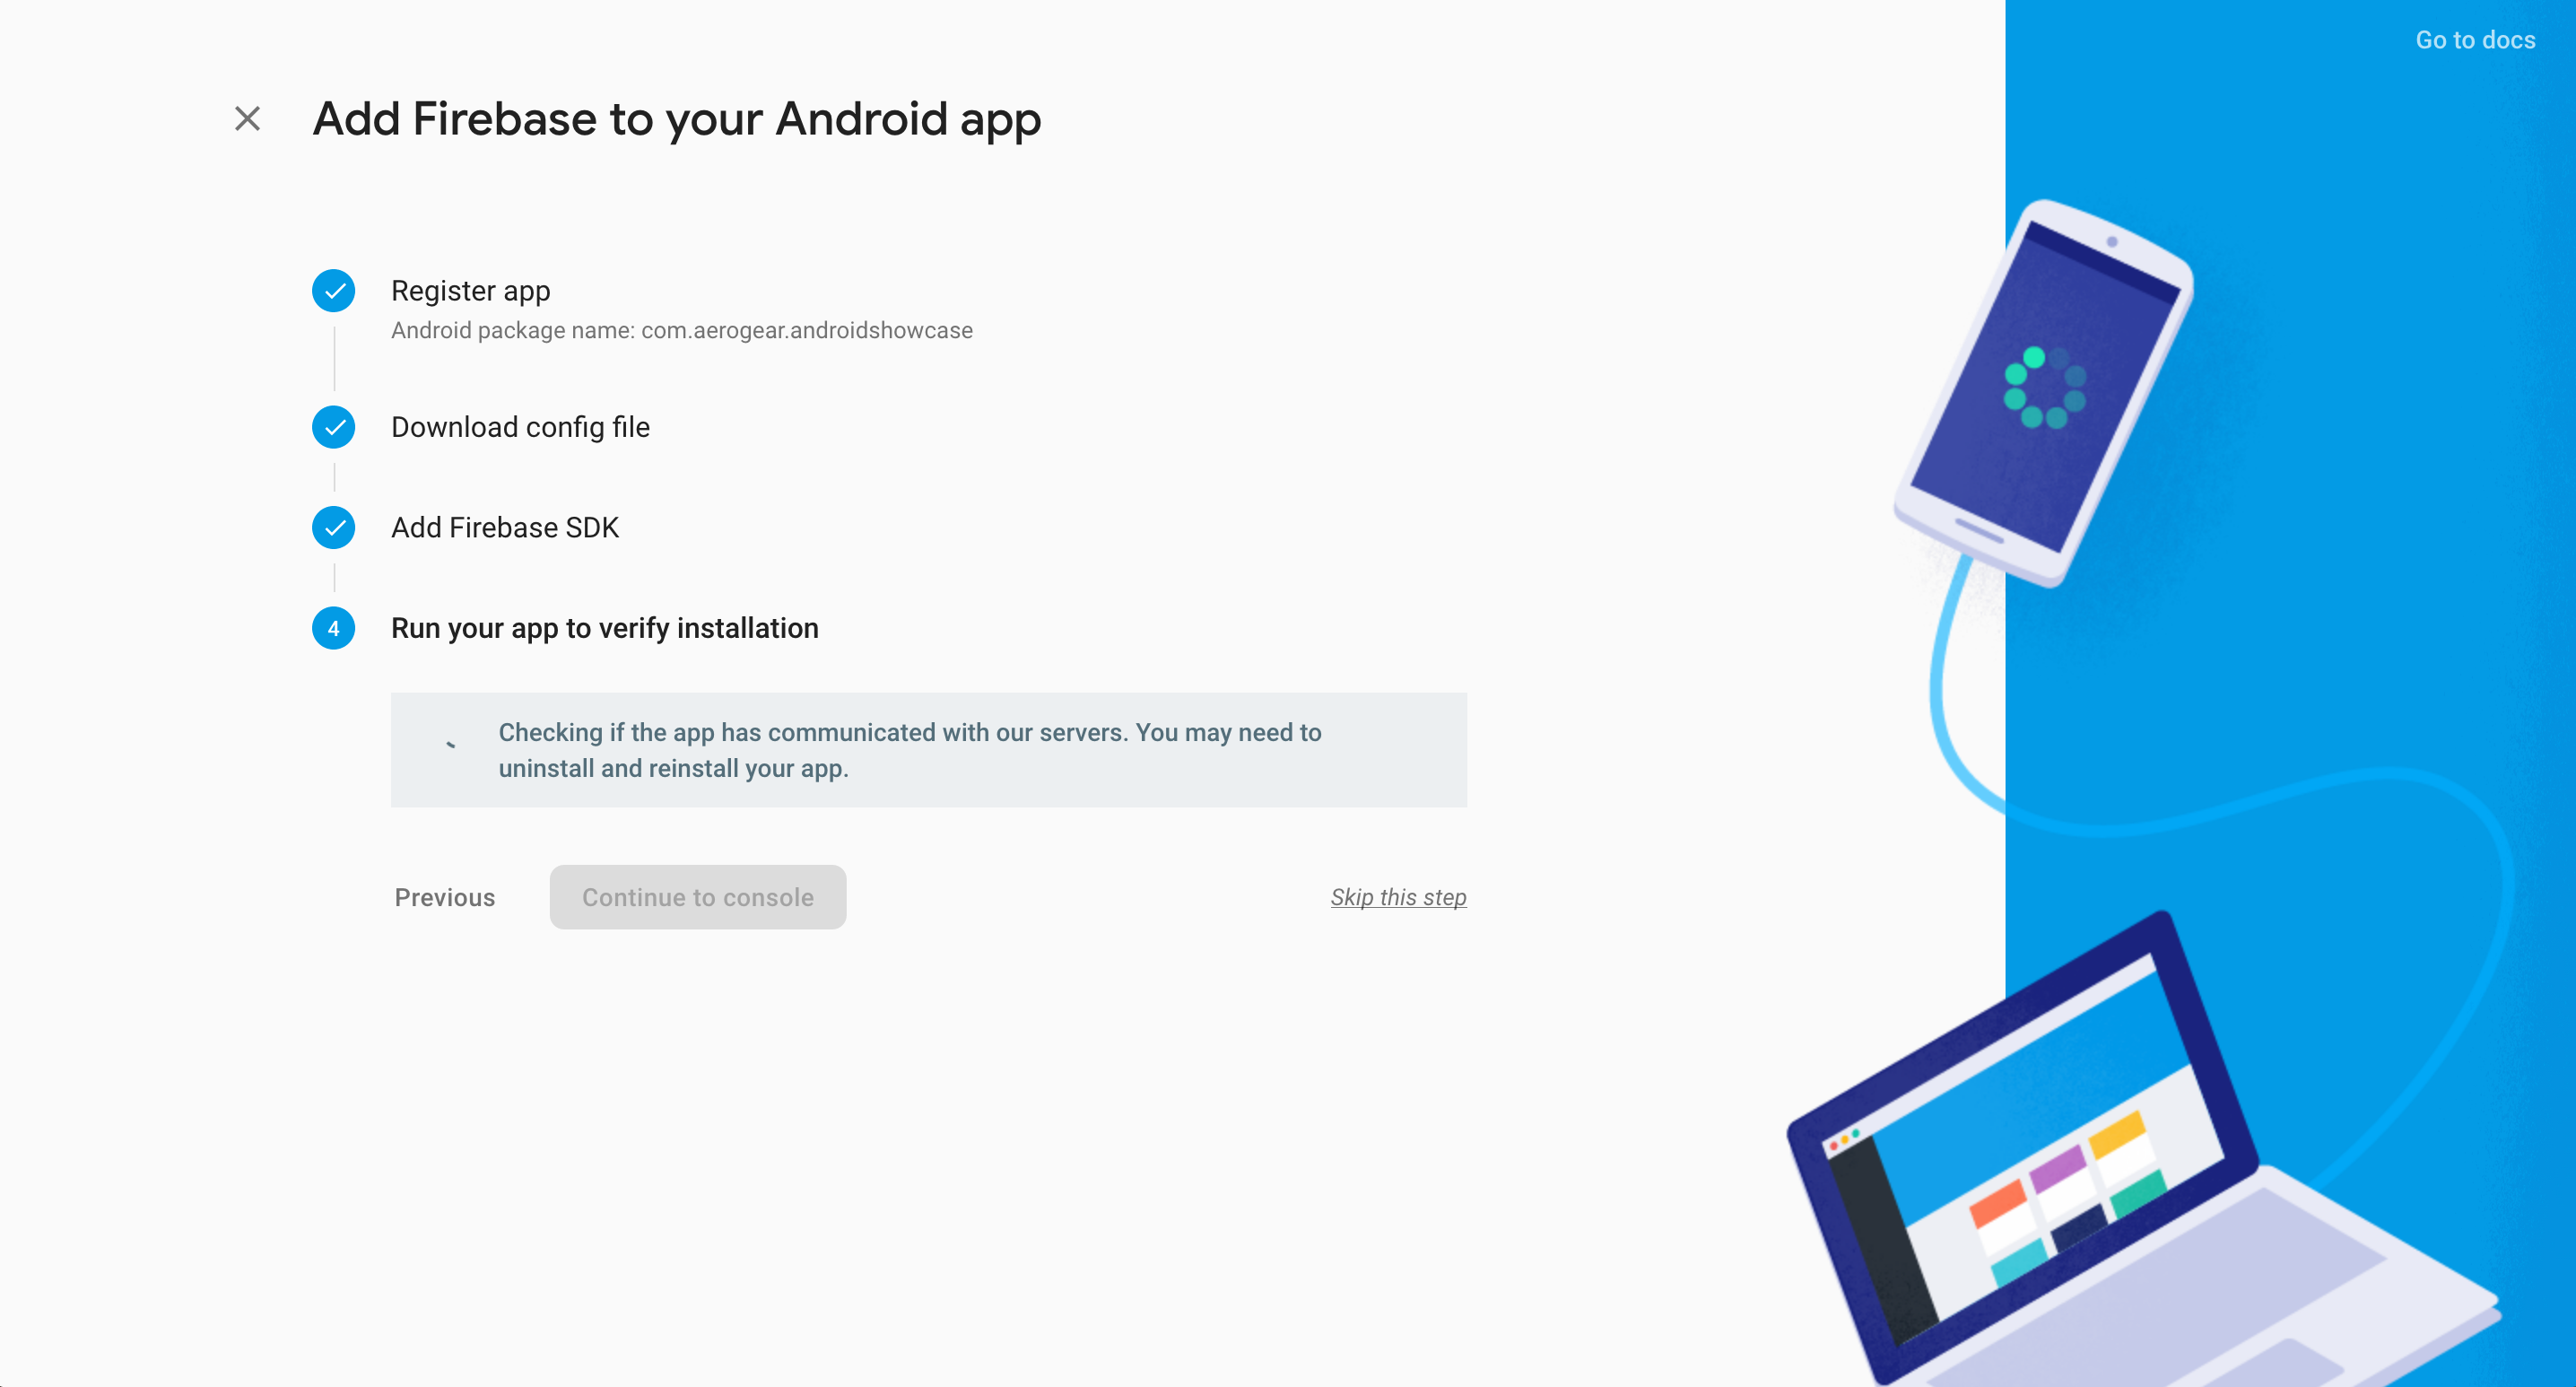 Go to docs
Add Firebase to your Android app
Register app
Android package name: com.aerogear.androidshowcase
Download config file
Add Firebase SDK
4
Run your app to verify installation
Checking if the app has communicated with our servers. You may need to
uninstall and reinstall your app.
Previous
Continue to console
Skip this step